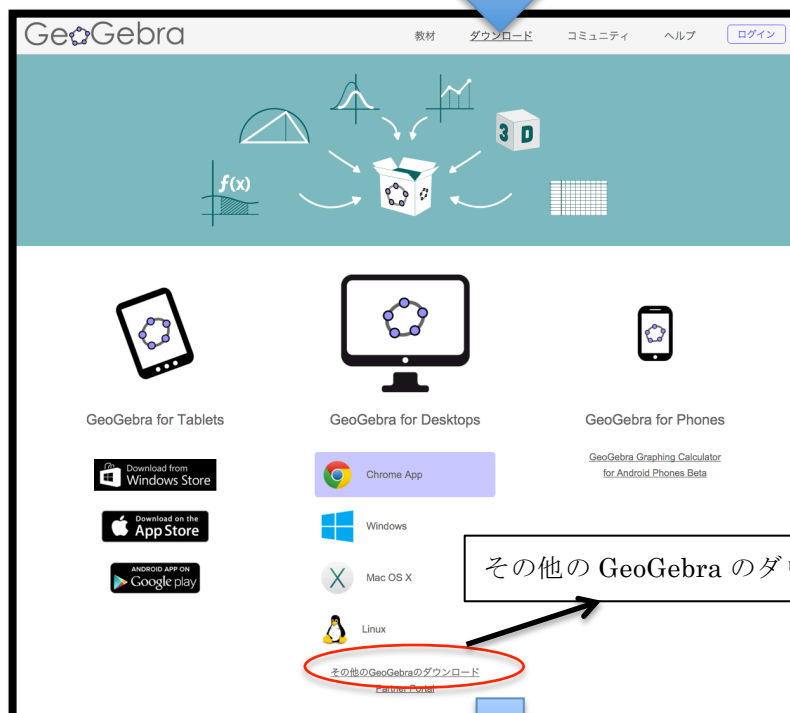 GeoGebra
教材 ダウンロード コミュニティ ヘルプ ログイン
3 D
f(x)
GeoGebra for Tablets
Download from
Windows Store
Download on the
App Store
ANDROID APP ON
Google play
GeoGebra for Desktops
Chrome App
Windows
Mac OS X
Linux
その他のGeoGebraのダウンロード
Partner Portal
GeoGebra for Phones
GeoGebra Graphing Calculator
for Android Phones Beta
その他の GeoGebra のダ